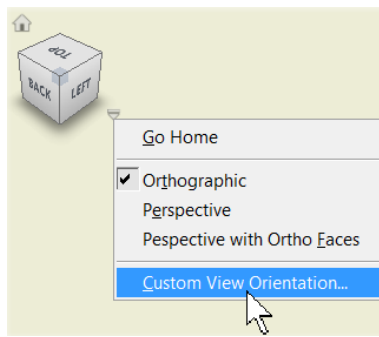 TOP
BACK LEFT
Go Home
Orthographic
Perspective
Pespective with Ortho Faces
Custom View Orientation...